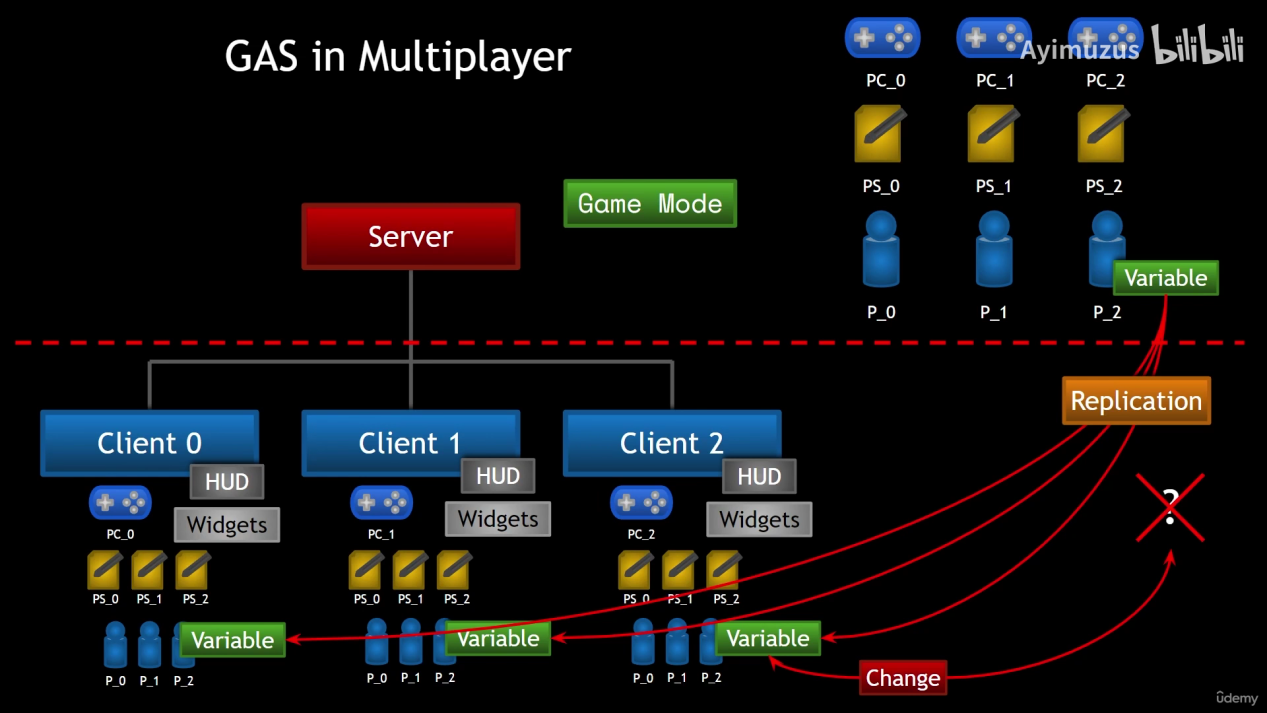 GAS in Multiplayer
Ayimuzus bilibili
PC_0 PC_1 PC_2
PS_0 PS_1 PS_2
Game Mode
Server
Variable
P_0 P_1 P_2
Replication
Client 0 Client 1 Client 2
HUD HUD HUD
Widgets Widgets Widgets
?
PC_0 PC_1 PC_2
PS_0 PS_1 PS_2 PS_0 PS_1 PS_2 PS_0 PS_1 PS_2
Variable Variable Variable
P_0 P_1 P_2 P_0 P_1 P_2 P_0 P_1 P_2
Change
ûdemy